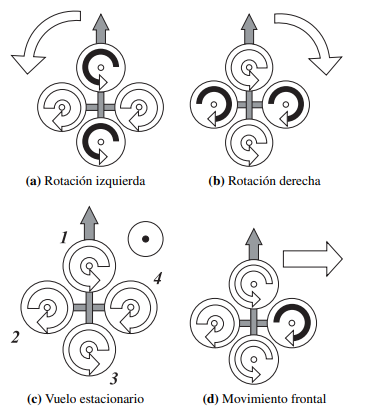 (a) Rotación izquierda
(b) Rotación derecha
1
4
2
3
(c) Vuelo estacionario
(d) Movimiento frontal